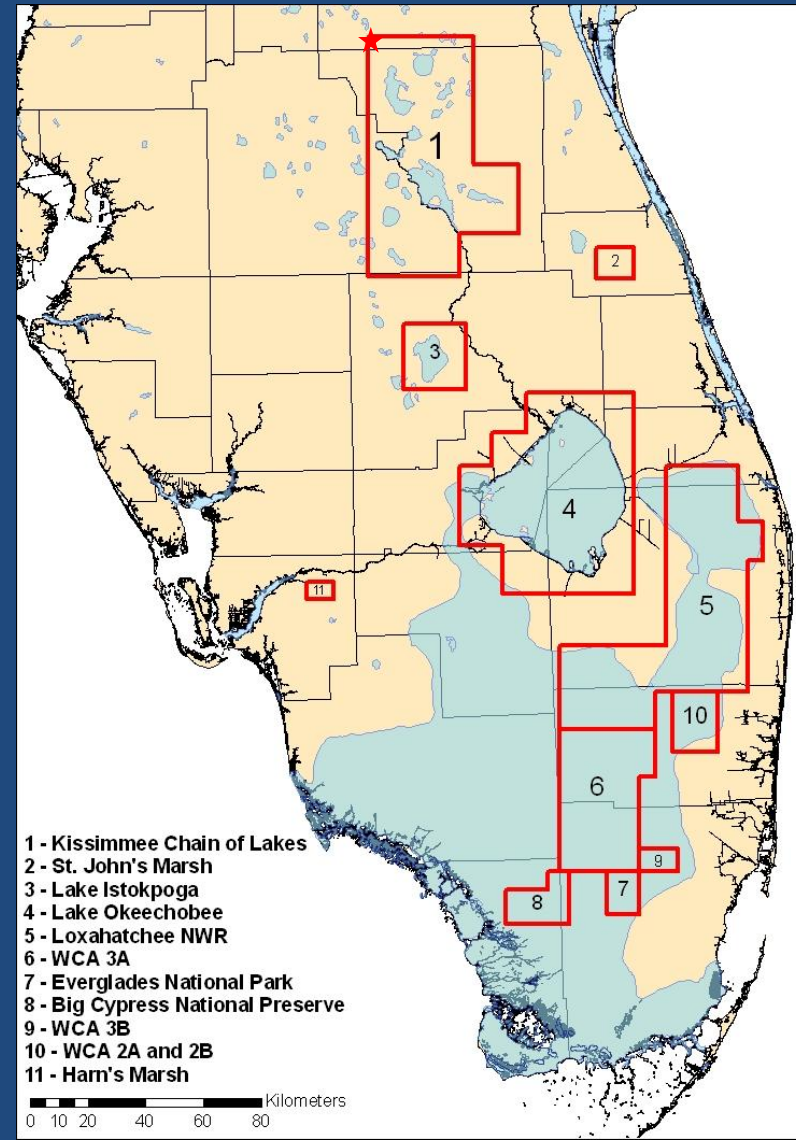 1
2
3
4
11
5
10
6
9
7
8
1 - Kissimmee Chain of Lakes
2 - St. John's Marsh
3 - Lake Istokpoga
4 - Lake Okeechobee
5 - Loxahatchee NWR
6 - WCA 3A
7 - Everglades National Park
8 - Big Cypress National Preserve
9 - WCA 3B
10 - WCA 2A and 2B
11 - Harn's Marsh
Kilometers
0 10 20 40 60 80